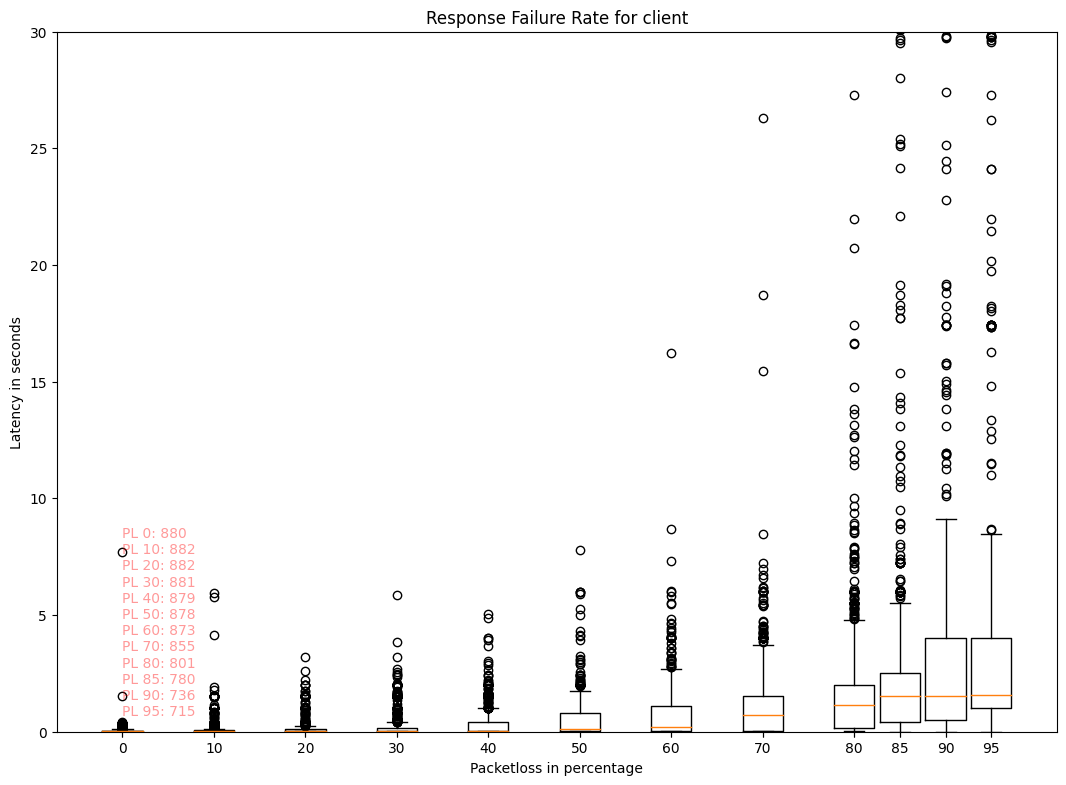 Response Failure Rate for client
30
25
20
15
10
5
0
Latency in seconds
PL 0: 880
PL 10: 882
PL 20: 882
PL 30: 881
PL 40: 879
PL 50: 878
PL 60: 873
PL 70: 855
PL 80: 801
PL 85: 780
PL 90: 736
PL 95: 715
0 10 20 30 40 50 60 70 80 85 90 95
Packetloss in percentage